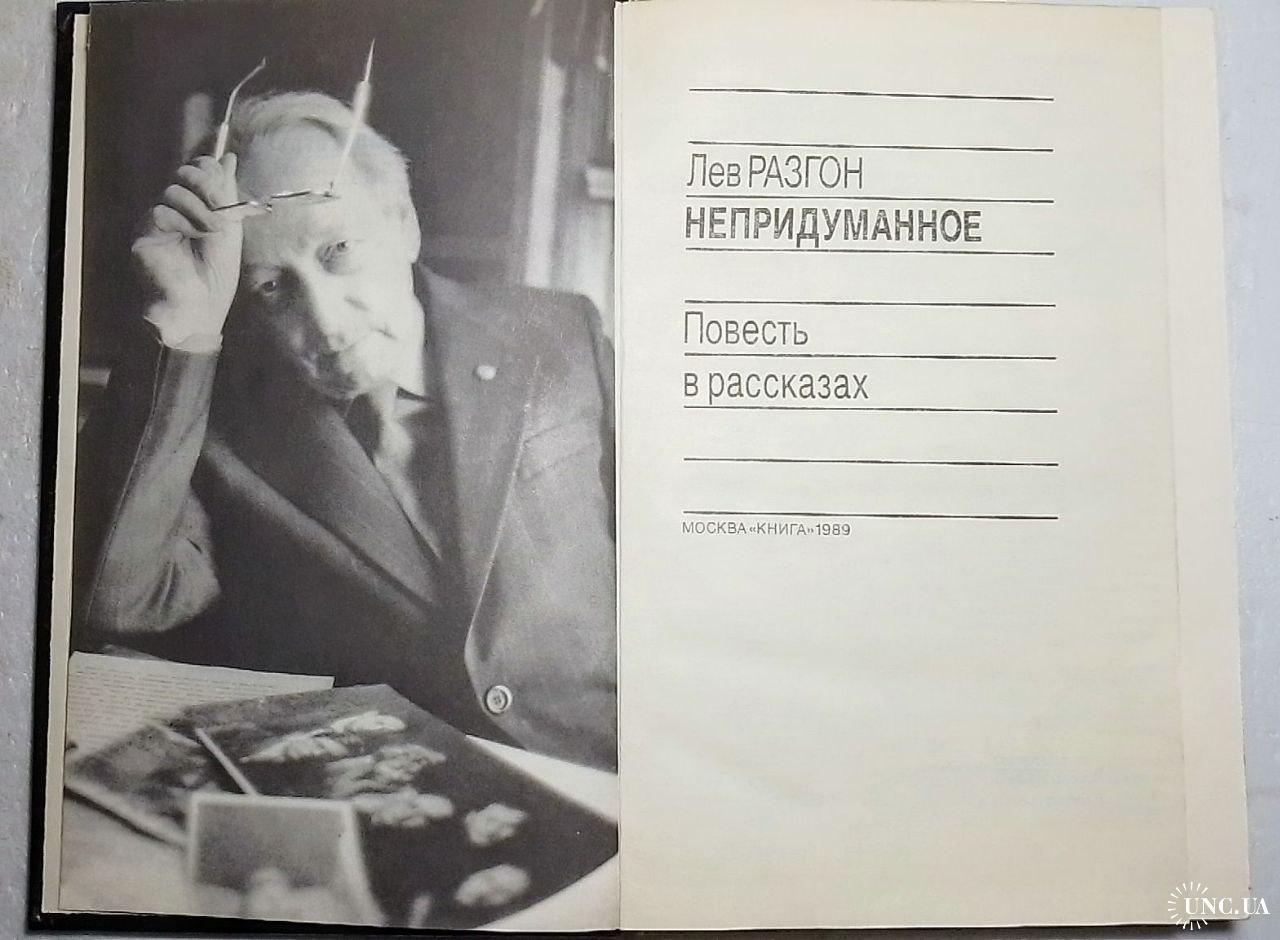 Лев РАЗГОН
НЕПРИДУМАННОЕ
Повесть
в рассказах
МОСКВА «КНИГА» 1989
UNC.UA